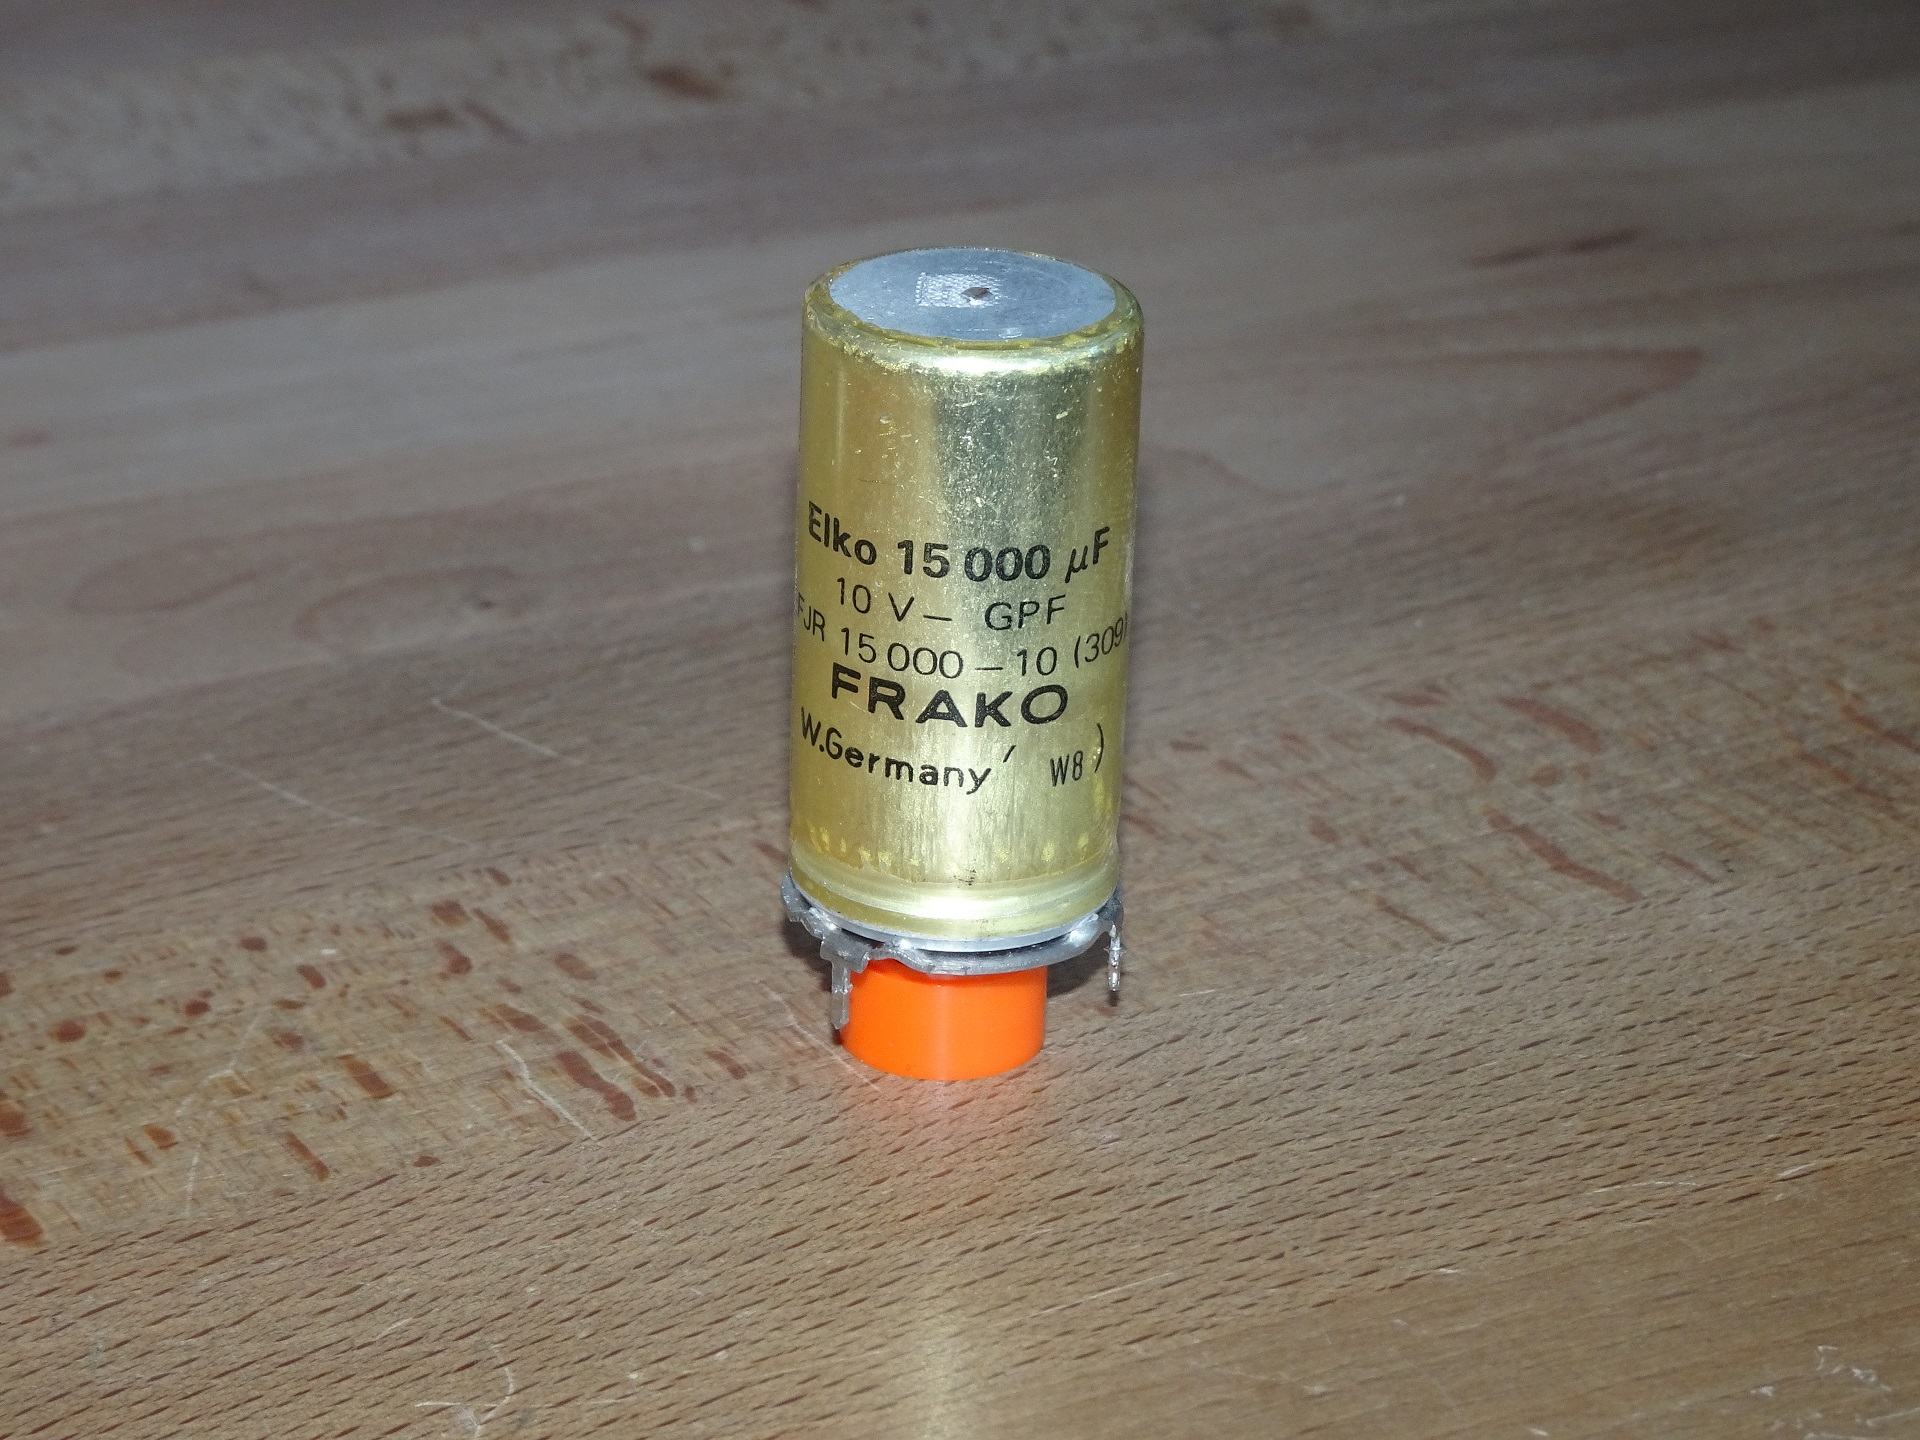 Elko 15 000 µF
10 V – GPF
FJR 15 000 – 10 (309)
FRAKO
W.Germany ' W8 )